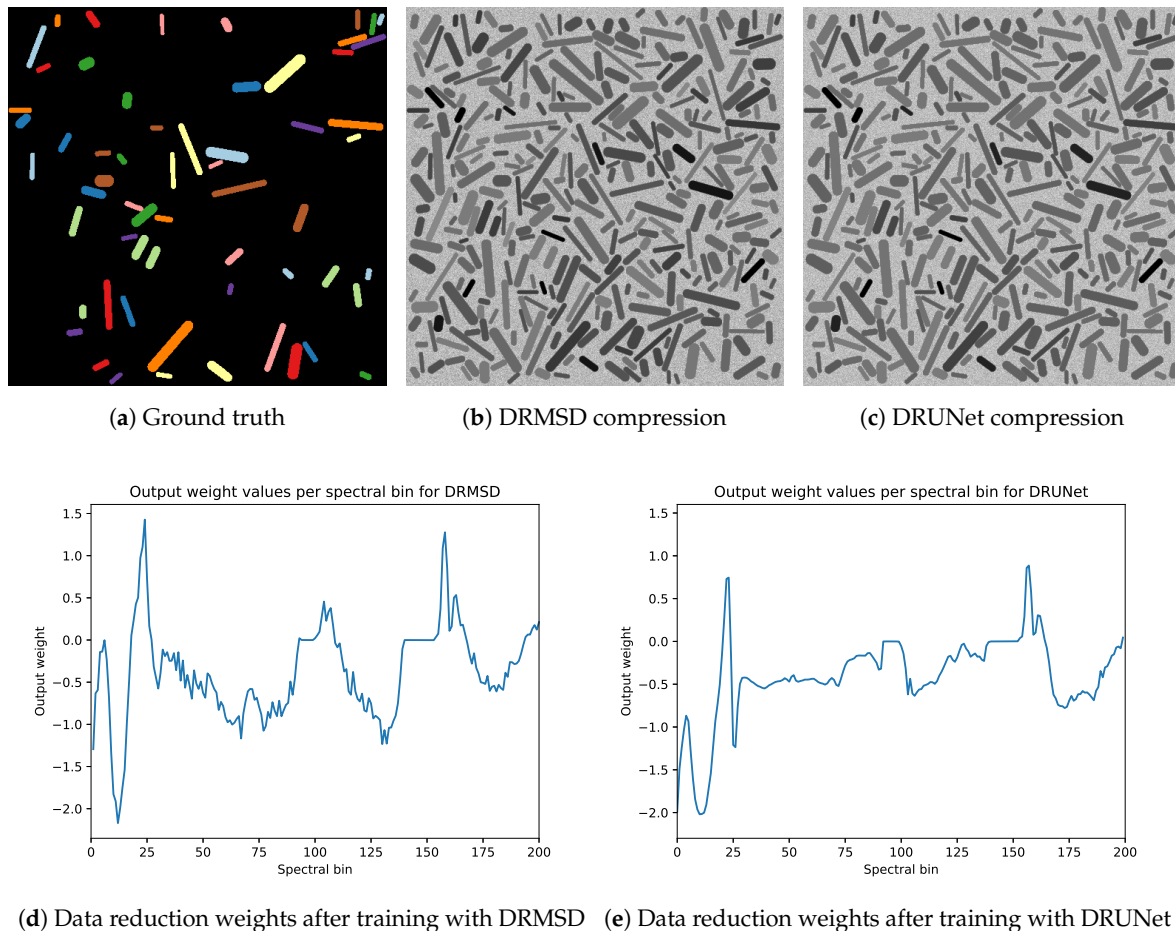 (a) Ground truth
(b) DRMSD compression
(c) DRUNet compression
Output weight values per spectral bin for DRMSD
Output weight
1.5
1.0
0.5
0.0
−0.5
−1.0
−1.5
−2.0
0 25 50 75 100 125 150 175 200
Spectral bin
Output weight values per spectral bin for DRUNet
Output weight
1.5
1.0
0.5
0.0
−0.5
−1.0
−1.5
−2.0
0 25 50 75 100 125 150 175 200
Spectral bin
(d) Data reduction weights after training with DRMSD
(e) Data reduction weights after training with DRUNet